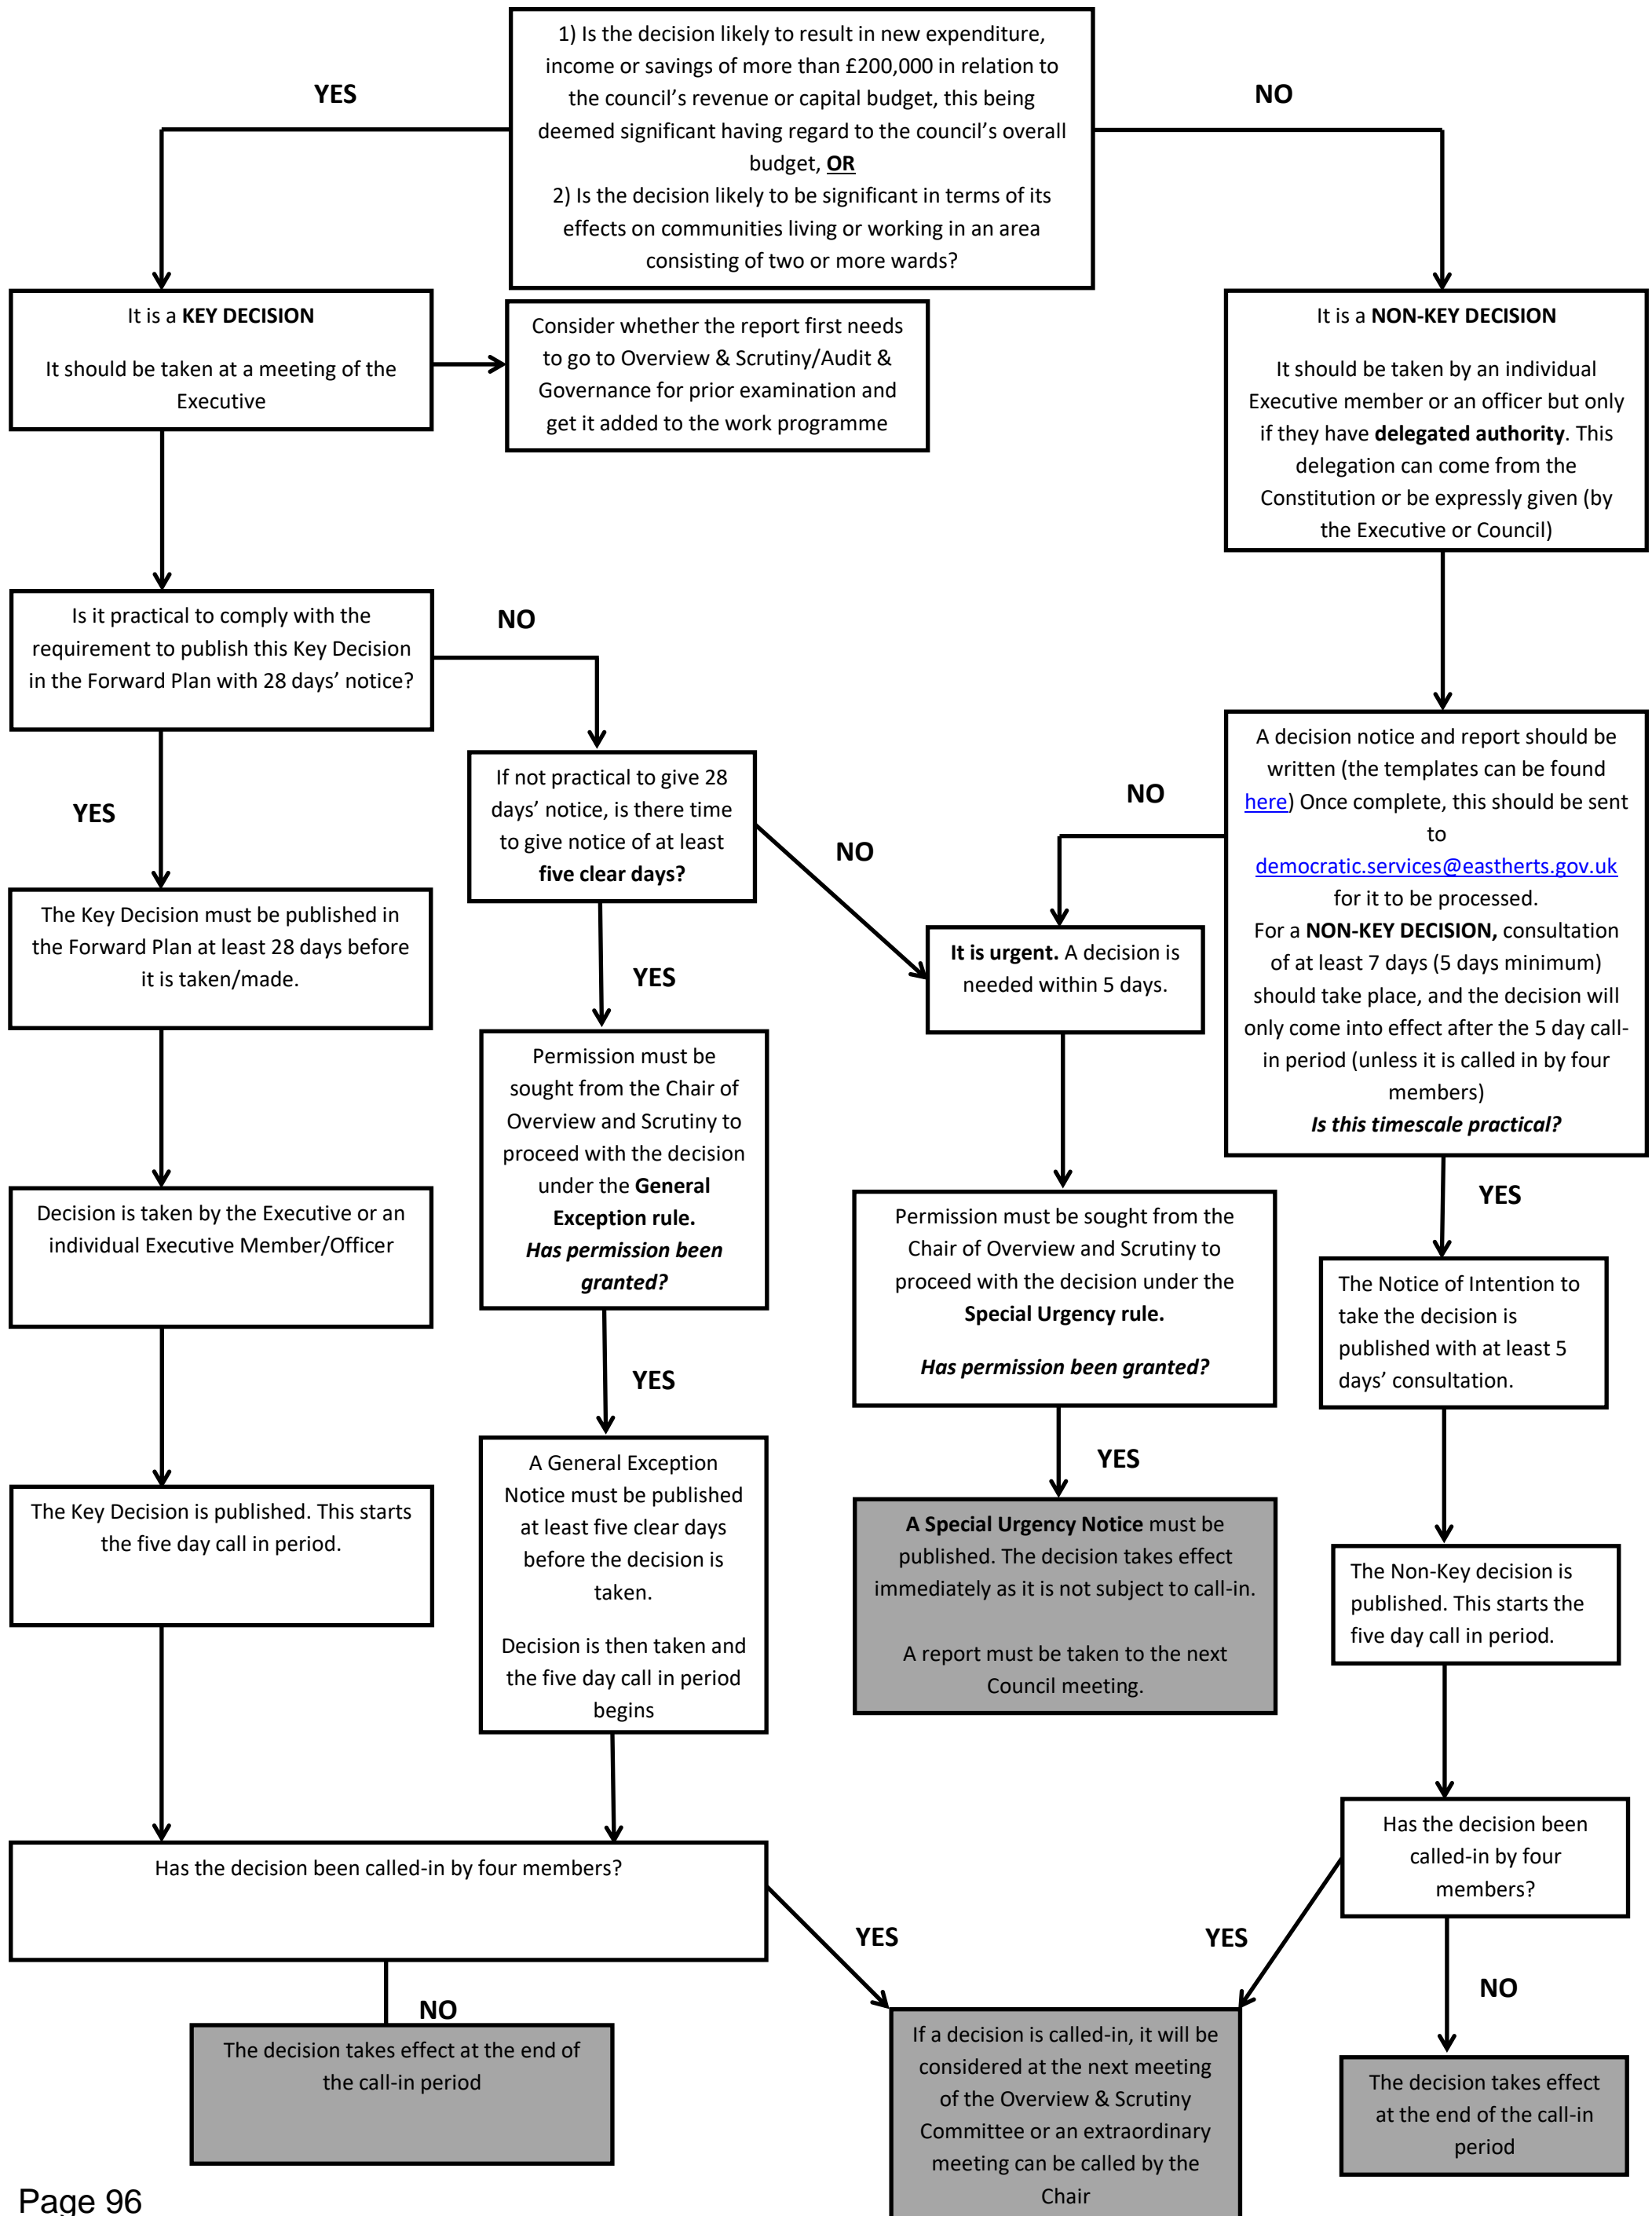 1) Is the decision likely to result in new expenditure,
income or savings of more than £200,000 in relation to
the council's revenue or capital budget, this being
deemed significant having regard to the council's overall
budget, OR
2) Is the decision likely to be significant in terms of its
effects on communities living or working in an area
consisting of two or more wards?
YES
NO
It is a KEY DECISION
It should be taken at a meeting of the
Executive
Consider whether the report first needs
to go to Overview & Scrutiny/Audit &
Governance for prior examination and
get it added to the work programme
It is a NON-KEY DECISION
It should be taken by an individual
Executive member or an officer but only
if they have delegated authority. This
delegation can come from the
Constitution or be expressly given (by
the Executive or Council)
Is it practical to comply with the
requirement to publish this Key Decision
in the Forward Plan with 28 days' notice?
NO
YES
If not practical to give 28
days' notice, is there time
to give notice of at least
five clear days?
NO
NO
A decision notice and report should be
written (the templates can be found
here) Once complete, this should be sent
to
democratic.services@eastherts.gov.uk
for it to be processed.
For a NON-KEY DECISION, consultation
of at least 7 days (5 days minimum)
should take place, and the decision will
only come into effect after the 5 day call-
in period (unless it is called in by four
members)
Is this timescale practical?
The Key Decision must be published in
the Forward Plan at least 28 days before
it is taken/made.
YES
It is urgent. A decision is
needed within 5 days.
Permission must be
sought from the Chair of
Overview and Scrutiny to
proceed with the decision
under the General
Exception rule.
Has permission been
granted?
YES
Decision is taken by the Executive or an
individual Executive Member/Officer
Permission must be sought from the
Chair of Overview and Scrutiny to
proceed with the decision under the
Special Urgency rule.
Has permission been granted?
The Notice of Intention to
take the decision is
published with at least 5
days' consultation.
YES
YES
The Key Decision is published. This starts
the five day call in period.
A General Exception
Notice must be published
at least five clear days
before the decision is
taken.
Decision is then taken and
the five day call in period
begins
A Special Urgency Notice must be
published. The decision takes effect
immediately as it is not subject to call-in.
A report must be taken to the next
Council meeting.
The Non-Key decision is
published. This starts the
five day call in period.
Has the decision been called-in by four members?
Has the decision been
called-in by four
members?
YES
YES
NO
NO
The decision takes effect at the end of
the call-in period
If a decision is called-in, it will be
considered at the next meeting
of the Overview & Scrutiny
Committee or an extraordinary
meeting can be called by the
Chair
The decision takes effect
at the end of the call-in
period
Page 96